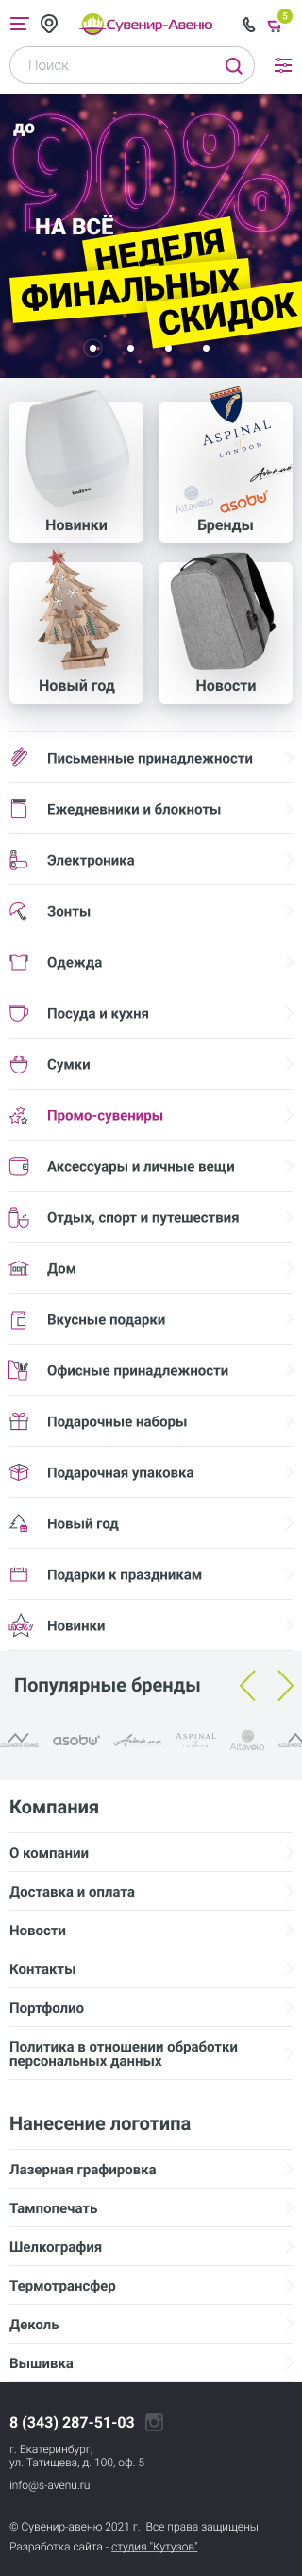 Сувенир-Авеню
5
Поиск
до
90%
НА ВСЁ
НЕДЕЛЯ
ФИНАЛЬНЫХ
СКИДОК
ASPINAL
LONDON
Altavolo
asobu
Новинки
Бренды
Новый год
Новости
Письменные принадлежности
Ежедневники и блокноты
Электроника
Зонты
Одежда
Посуда и кухня
Сумки
Промо-сувениры
Аксессуары и личные вещи
Отдых, спорт и путешествия
Дом
Вкусные подарки
Офисные принадлежности
Подарочные наборы
Подарочная упаковка
Новый год
Подарки к праздникам
Новинки
Популярные бренды
asobu ASPINAL
LONDON
Altavolo
Компания
О компании
Доставка и оплата
Новости
Контакты
Портфолио
Политика в отношении обработки
персональных данных
Нанесение логотипа
Лазерная графировка
Тампопечать
Шелкография
Термотрансфер
Деколь
Вышивка
8 (343) 287-51-03
г. Екатеринбург,
ул. Татищева, д. 100, оф. 5
info@s-avenu.ru
© Сувенир-авеню 2021 г. Все права защищены
Разработка сайта - студия "Кутузов"